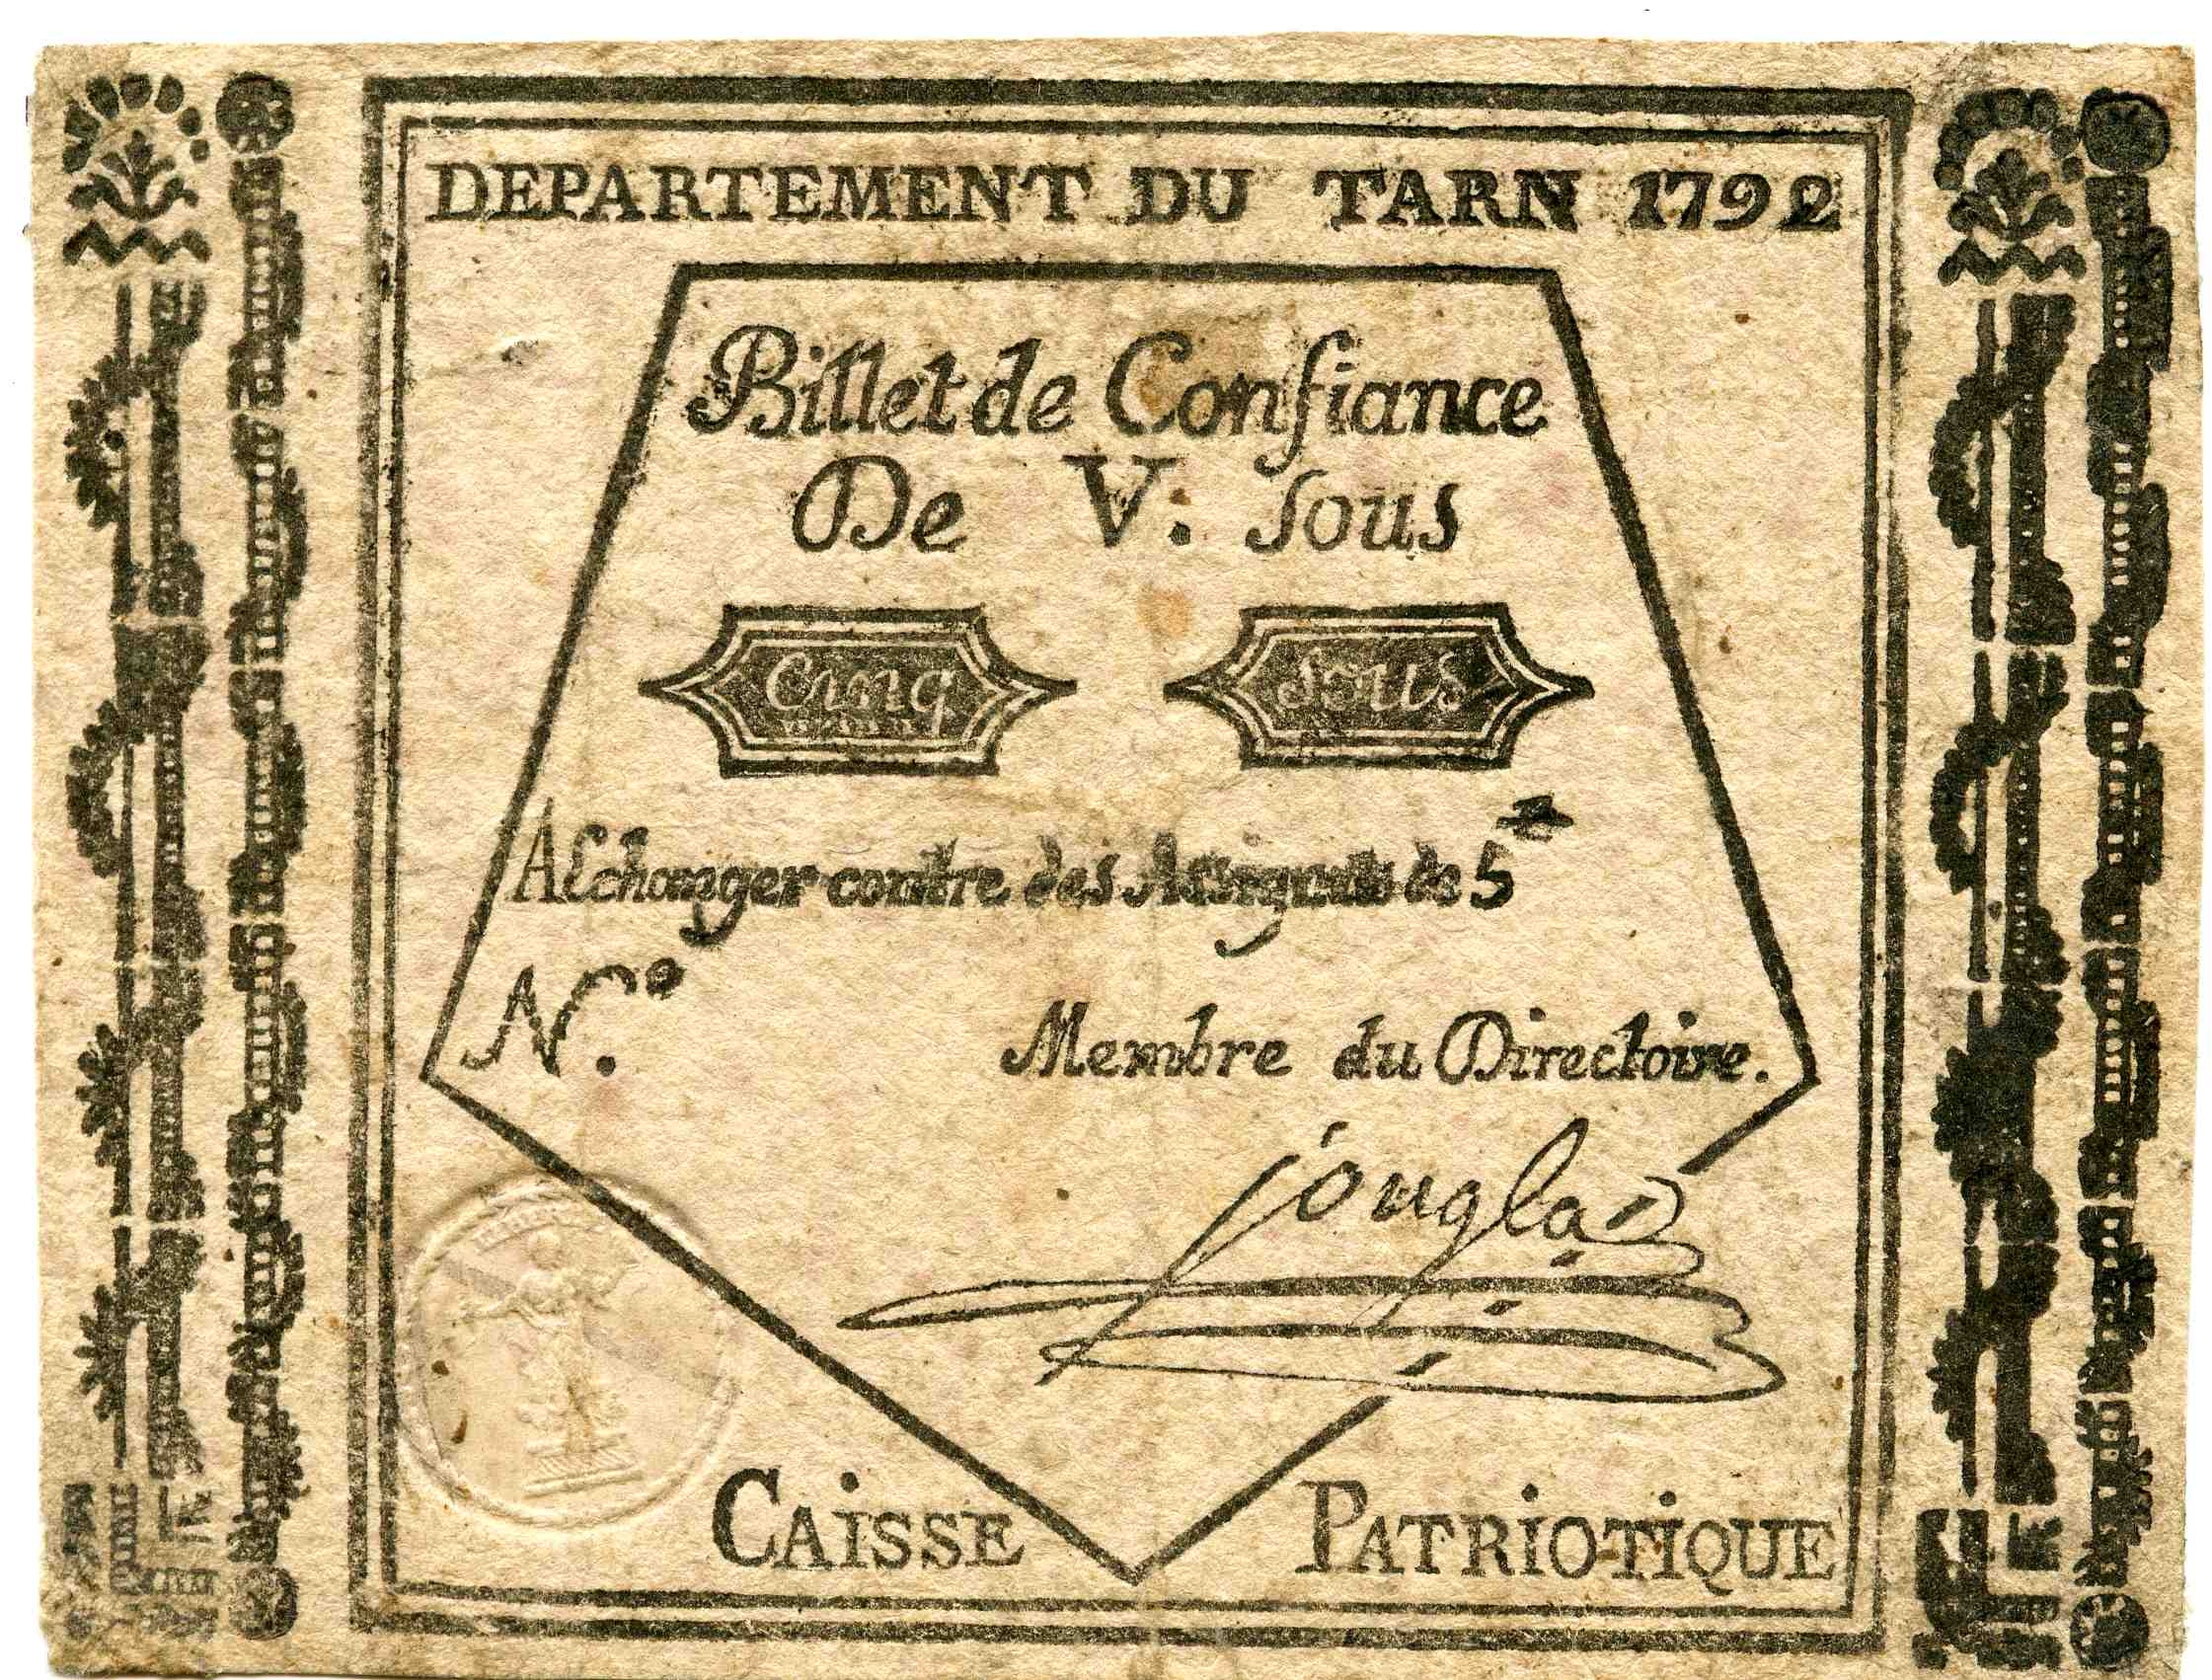 DEPARTEMENT DU TARN 1792
Billet de Confiance
De V. Sous
Cinq Sous
A Echanger contre des Assignats de 5
N.º
Membre du Directoire.
jougla
CAISSE PATRIOTIQUE